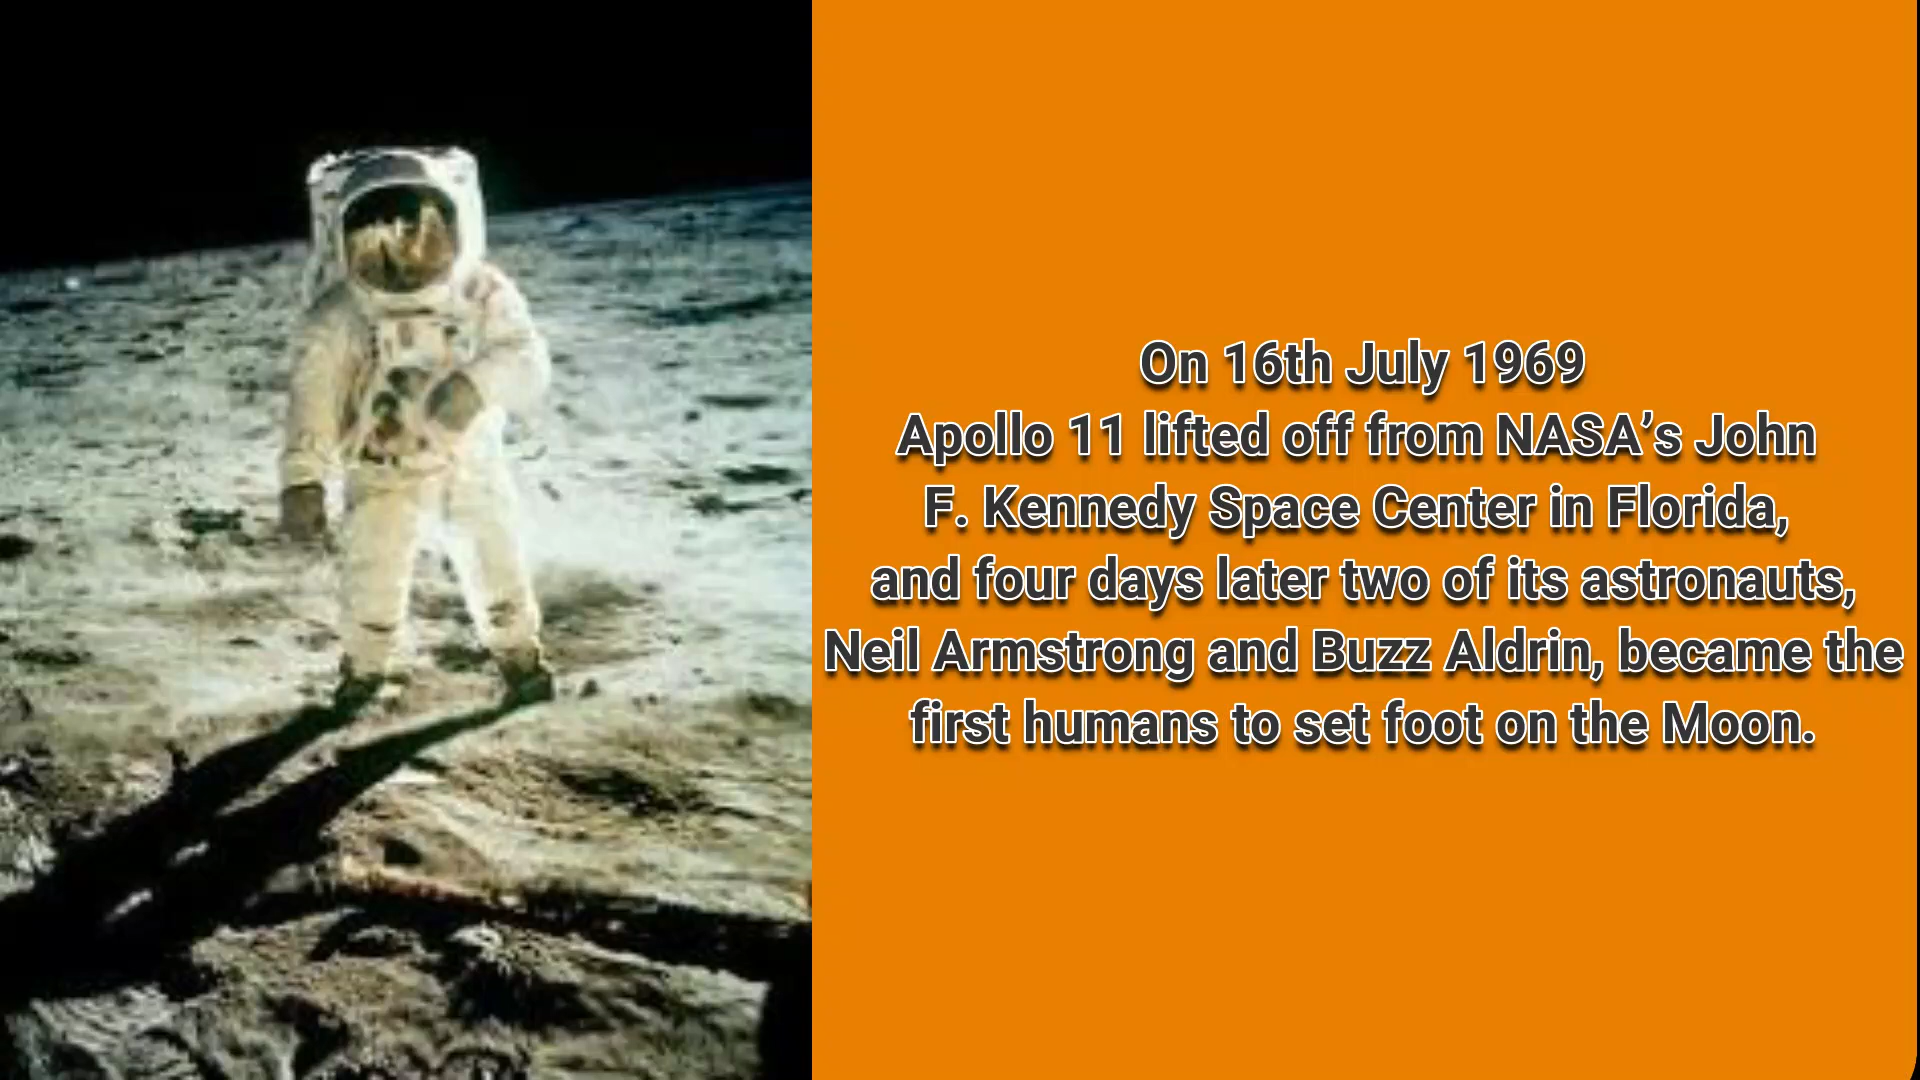 On 16th July 1969
Apollo 11 lifted off from NASA’s John
F. Kennedy Space Center in Florida,
and four days later two of its astronauts,
Neil Armstrong and Buzz Aldrin, became the
first humans to set foot on the Moon.